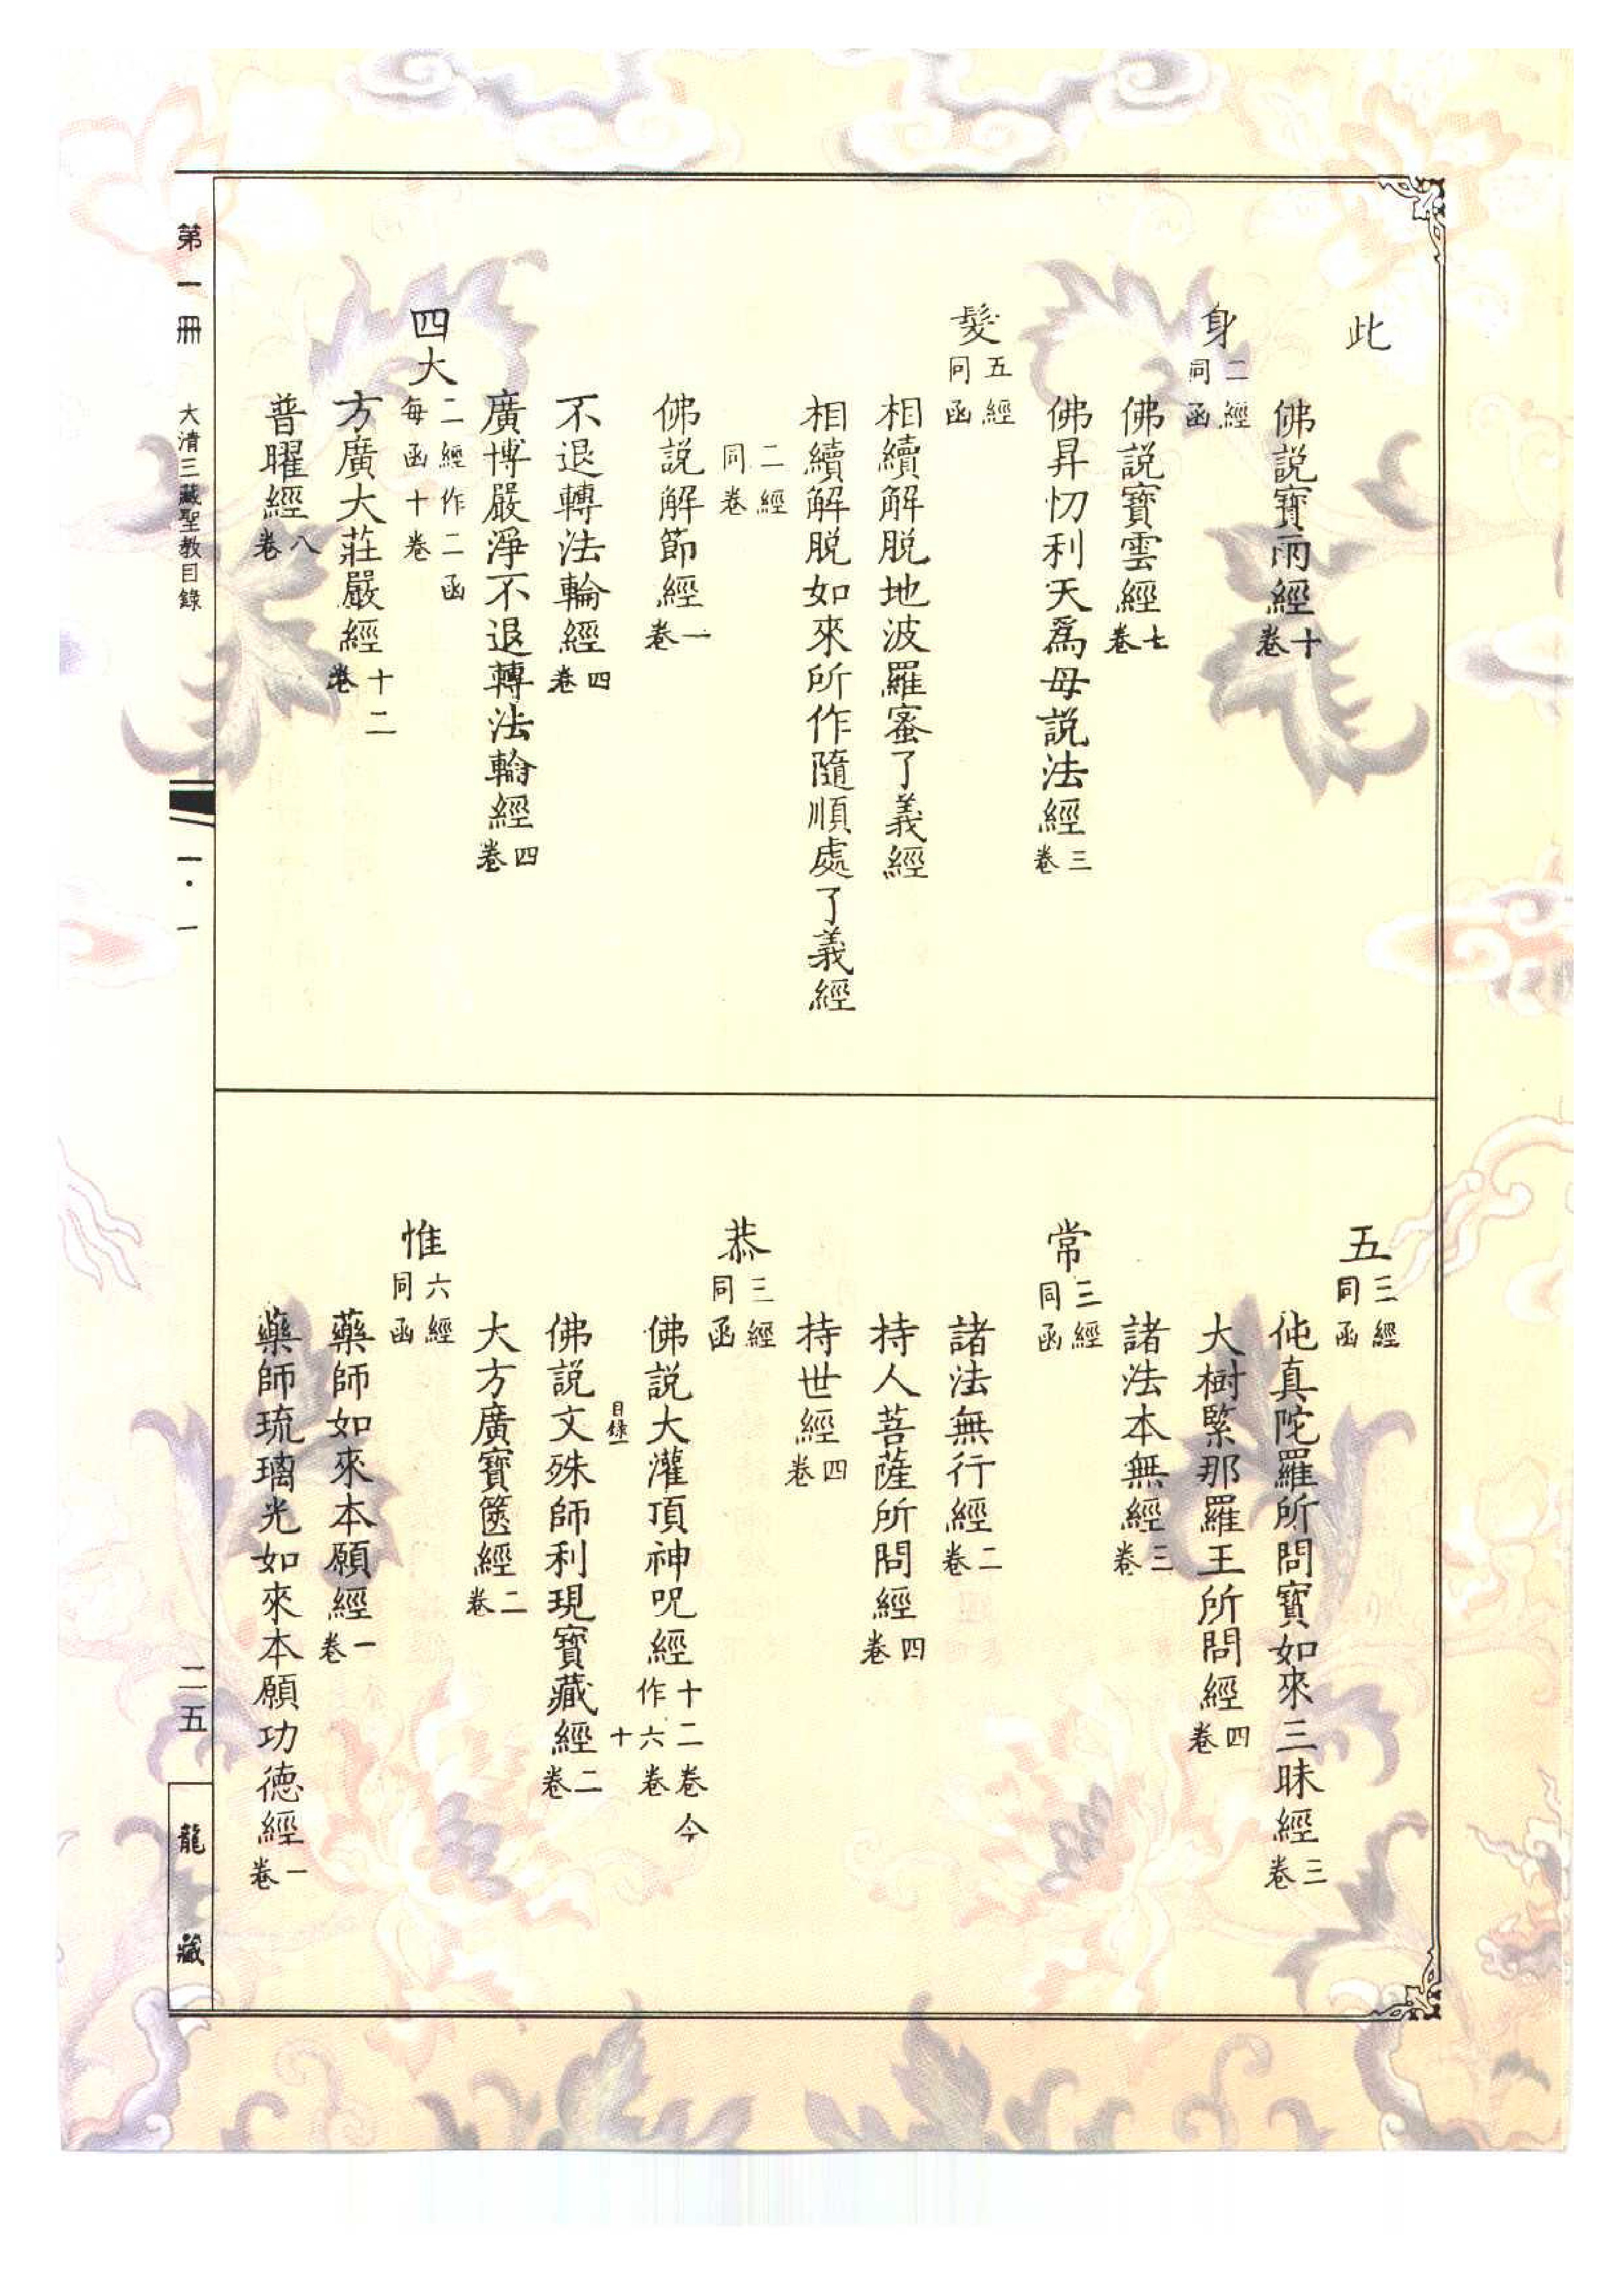 此
佛說寶雨經十卷
身二經同函
佛說寶雲經七卷
佛昇忉利天爲母說法經三卷
髮五經同函
相續解脱地波羅蜜了義經
相續解脱如來所作隨順處了義經
二經同卷
佛說解節經一卷
不退轉法輪經四卷
廣博嚴淨不退轉法輪經四卷
四大二經作二函每函十卷
方廣大莊嚴經十二卷
普曜經八卷
五三經同函
伅真陀羅所問寶如來三昧經三卷
大樹緊那羅王所問經四卷
諸法本無經三卷
常三經同函
諸法無行經二卷
持人菩薩所問經四卷
持世經四卷
恭三經同函
佛說大灌頂神呪經十二卷今作六卷
目錄一
十
佛說文殊師利現寶藏經二卷
大方廣寶篋經二卷
惟六經同函
藥師如來本願經一卷
藥師琉璃光如來本願功德經一卷
第一冊
大清三藏聖教目錄
一·一
二五
龍藏